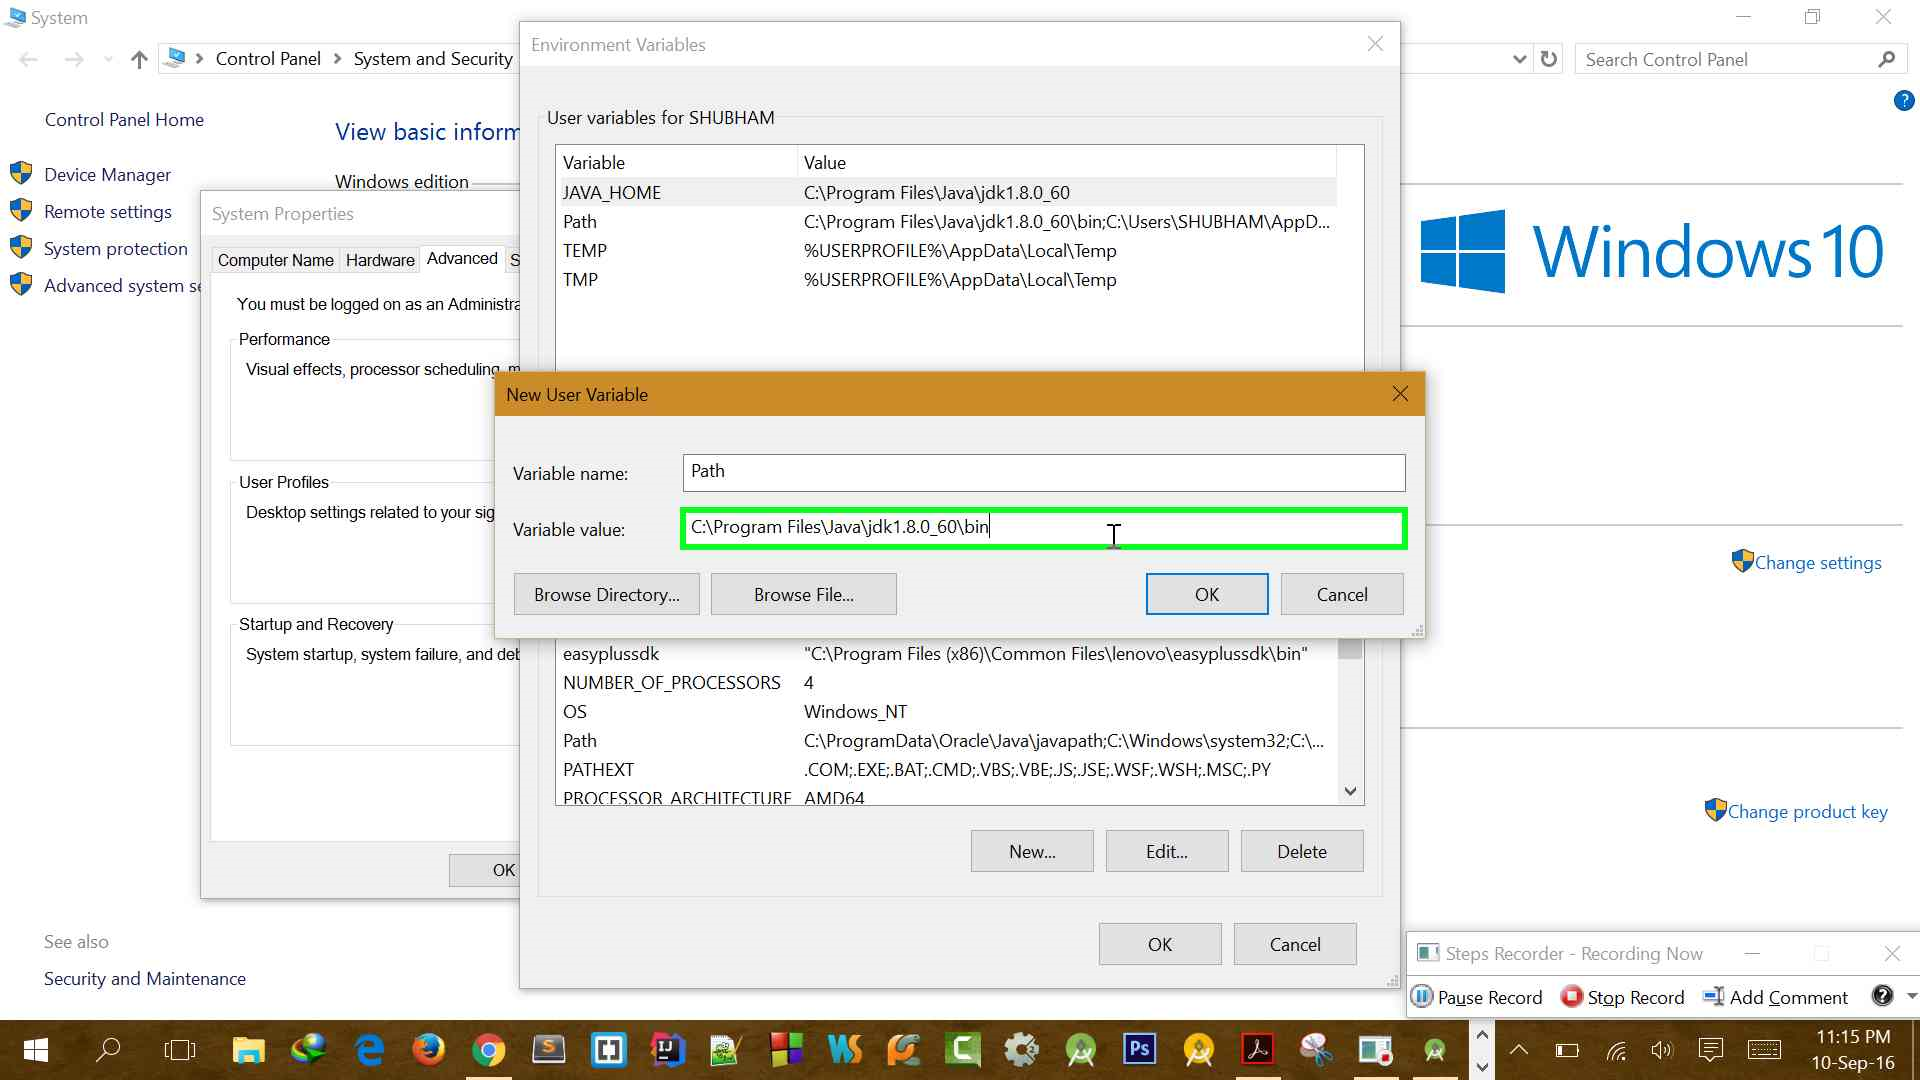 System
Control Panel > System and Security
Search Control Panel
Control Panel Home
Device Manager
Remote settings
System protection
Advanced system se
View basic inform
Windows edition
Windows 10
Change settings
Change product key
See also
Security and Maintenance
System Properties
Computer Name
Hardware
Advanced
S
You must be logged on as an Administra
Performance
Visual effects, processor scheduling, m
User Profiles
Desktop settings related to your sig
Startup and Recovery
System startup, system failure, and deb
OK
Environment Variables
User variables for SHUBHAM
Variable Value
JAVA_HOME C:\Program Files\Java\jdk1.8.0_60
Path C:\Program Files\Java\jdk1.8.0_60\bin;C:\Users\SHUBHAM\AppD...
TEMP %USERPROFILE%\AppData\Local\Temp
TMP %USERPROFILE%\AppData\Local\Temp
New User Variable
Variable name: Path
Variable value: C:\Program Files\Java\jdk1.8.0_60\bin
Browse Directory... Browse File... OK Cancel
easyplussdk "C:\Program Files (x86)\Common Files\lenovo\easyplussdk\bin"
NUMBER_OF_PROCESSORS 4
OS Windows_NT
Path C:\ProgramData\Oracle\Java\javapath;C:\Windows\system32;C:\...
PATHEXT .COM;.EXE;.BAT;.CMD;.VBS;.VBE;.JS;.JSE;.WSF;.WSH;.MSC;.PY
PROCESSOR_ARCHITECTURE AMD64
New... Edit... Delete
OK Cancel
Steps Recorder - Recording Now
Pause Record Stop Record Add Comment
11:15 PM
10-Sep-16